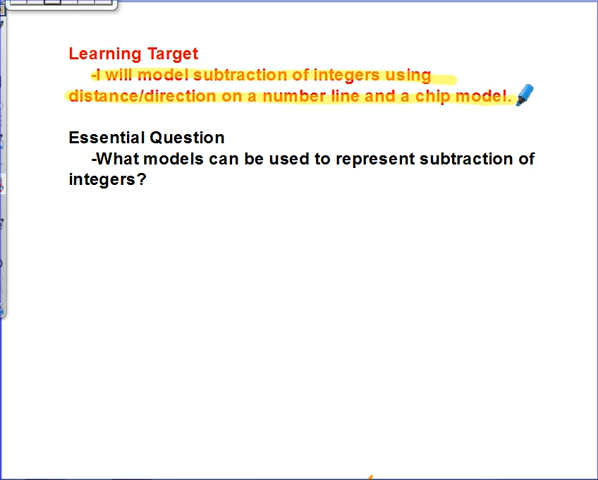 Learning Target
-I will model subtraction of integers using
distance/direction on a number line and a chip model.
Essential Question
-What models can be used to represent subtraction of
integers?